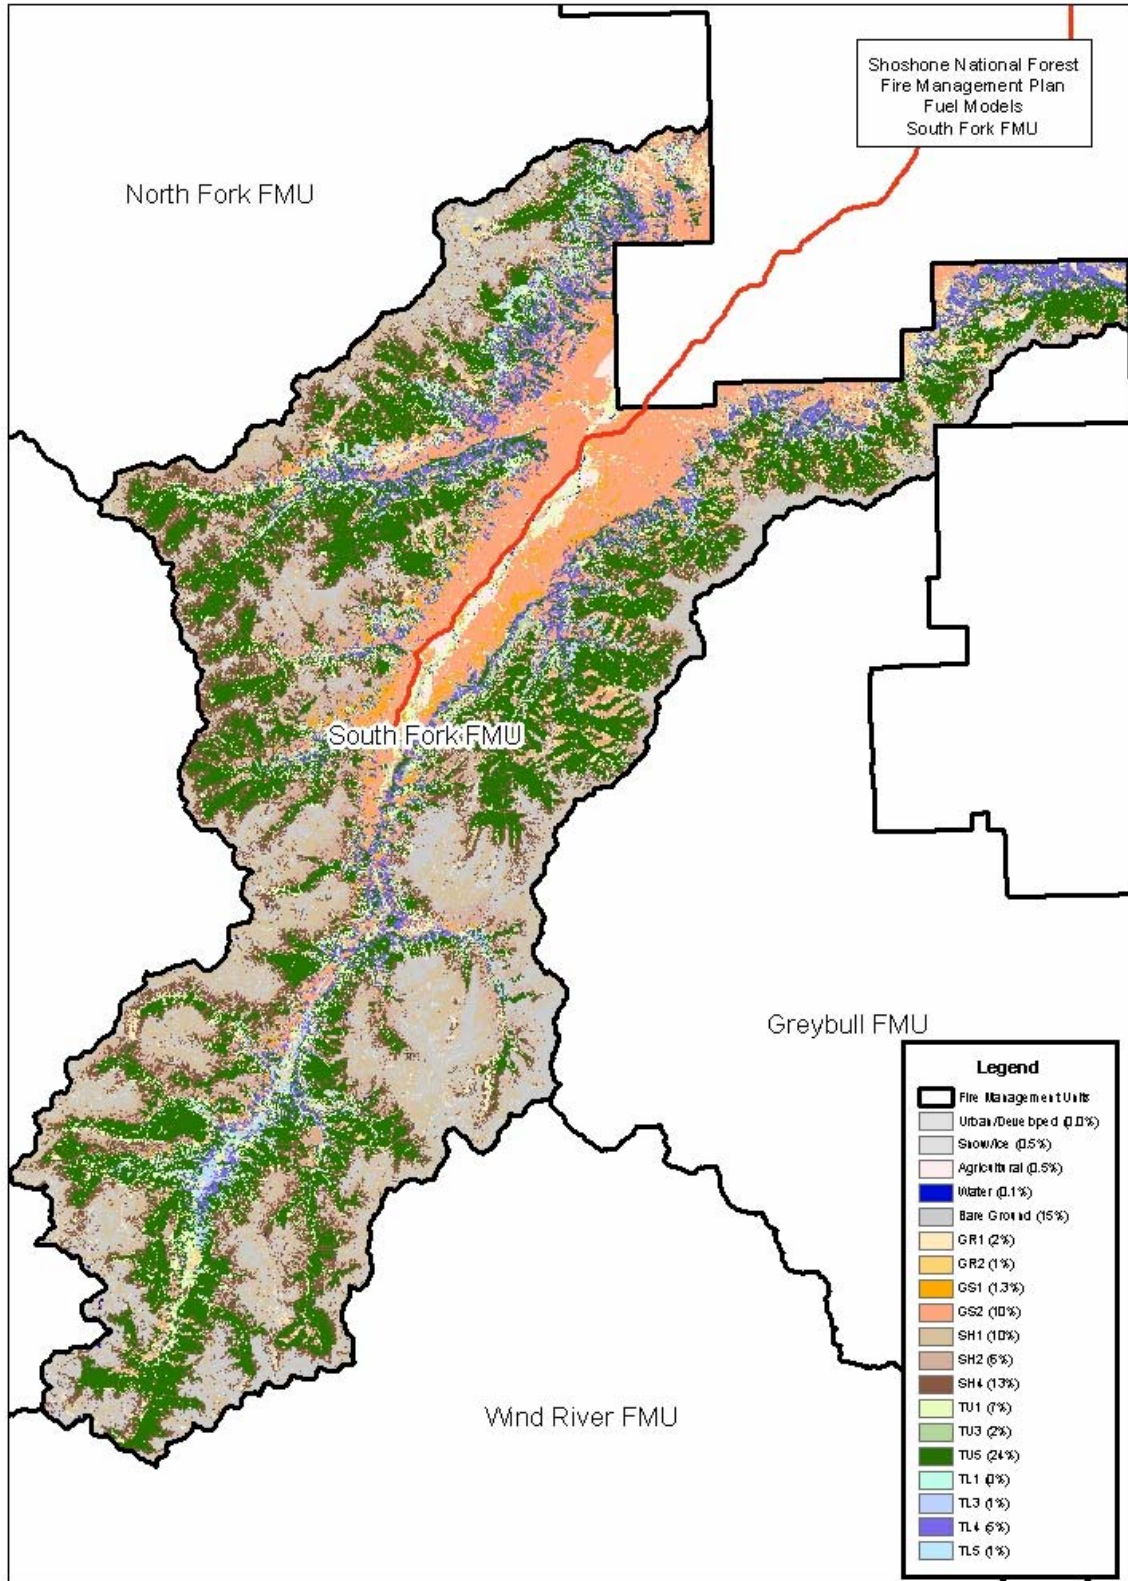 Shoshone National Forest
Fire Management Plan
Fuel Models
South Fork FMU
North Fork FMU
South Fork FMU
Greybull FMU
Wind River FMU
Legend
Fire Management Units
Urban/Developed (0.0%)
Snow/Ice (0.5%)
Agricultural (0.5%)
Water (0.1%)
Bare Ground (15%)
GR1 (2%)
GR2 (1%)
GS1 (1.3%)
GS2 (10%)
SH1 (10%)
SH2 (6%)
SH4 (13%)
TU1 (7%)
TU3 (2%)
TU5 (24%)
TL1 (0%)
TL3 (1%)
TL4 (5%)
TL5 (1%)